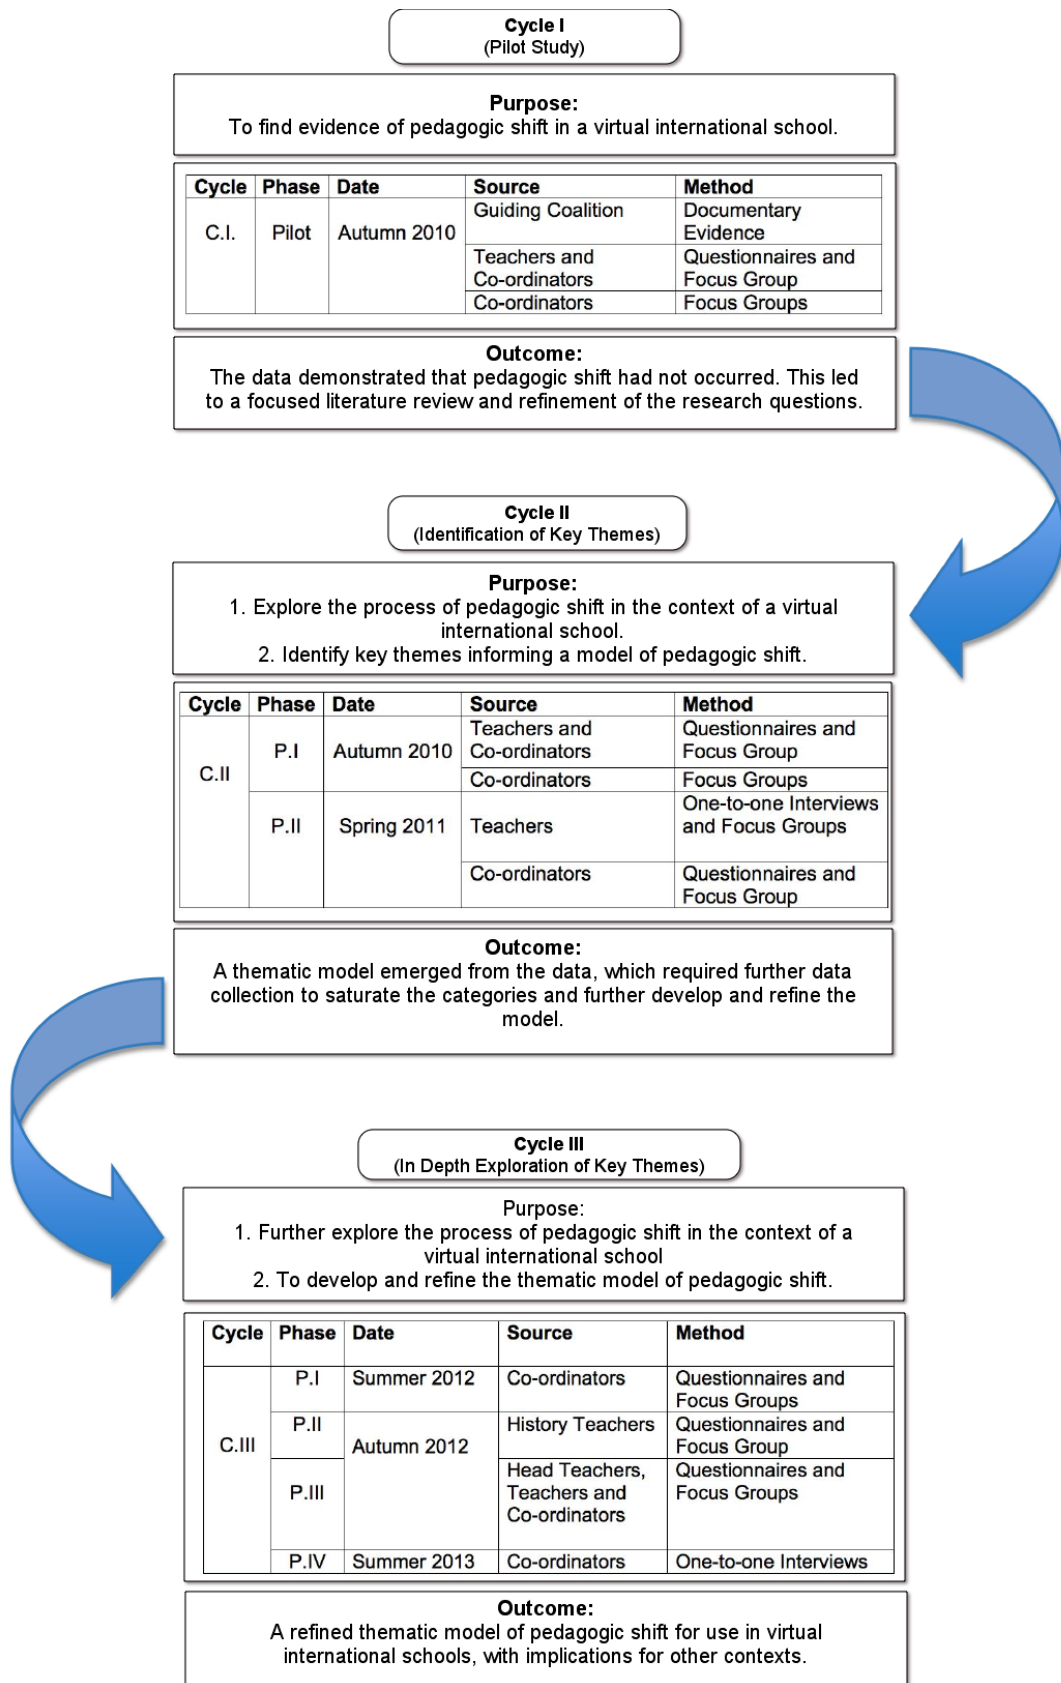 Cycle I
(Pilot Study)
Purpose:
To find evidence of pedagogic shift in a virtual international school.
Cycle Phase Date Source Method
C.I. Pilot Autumn 2010 Guiding Coalition Documentary
Evidence
Teachers and Questionnaires and
Co-ordinators Focus Group
Co-ordinators Focus Groups
Outcome:
The data demonstrated that pedagogic shift had not occurred. This led
to a focused literature review and refinement of the research questions.
Cycle II
(Identification of Key Themes)
Purpose:
1. Explore the process of pedagogic shift in the context of a virtual
international school.
2. Identify key themes informing a model of pedagogic shift.
Cycle Phase Date Source Method
C.II P.I Autumn 2010 Teachers and Questionnaires and
Co-ordinators Focus Group
Co-ordinators Focus Groups
P.II Spring 2011 Teachers One-to-one Interviews
and Focus Groups
Co-ordinators Questionnaires and
Focus Group
Outcome:
A thematic model emerged from the data, which required further data
collection to saturate the categories and further develop and refine the
model.
Cycle III
(In Depth Exploration of Key Themes)
Purpose:
1. Further explore the process of pedagogic shift in the context of a
virtual international school
2. To develop and refine the thematic model of pedagogic shift.
Cycle Phase Date Source Method
C.III P.I Summer 2012 Co-ordinators Questionnaires and
Focus Groups
P.II Autumn 2012 History Teachers Questionnaires and
Focus Group
P.III Head Teachers, Questionnaires and
Teachers and Focus Groups
Co-ordinators
P.IV Summer 2013 Co-ordinators One-to-one Interviews
Outcome:
A refined thematic model of pedagogic shift for use in virtual
international schools, with implications for other contexts.